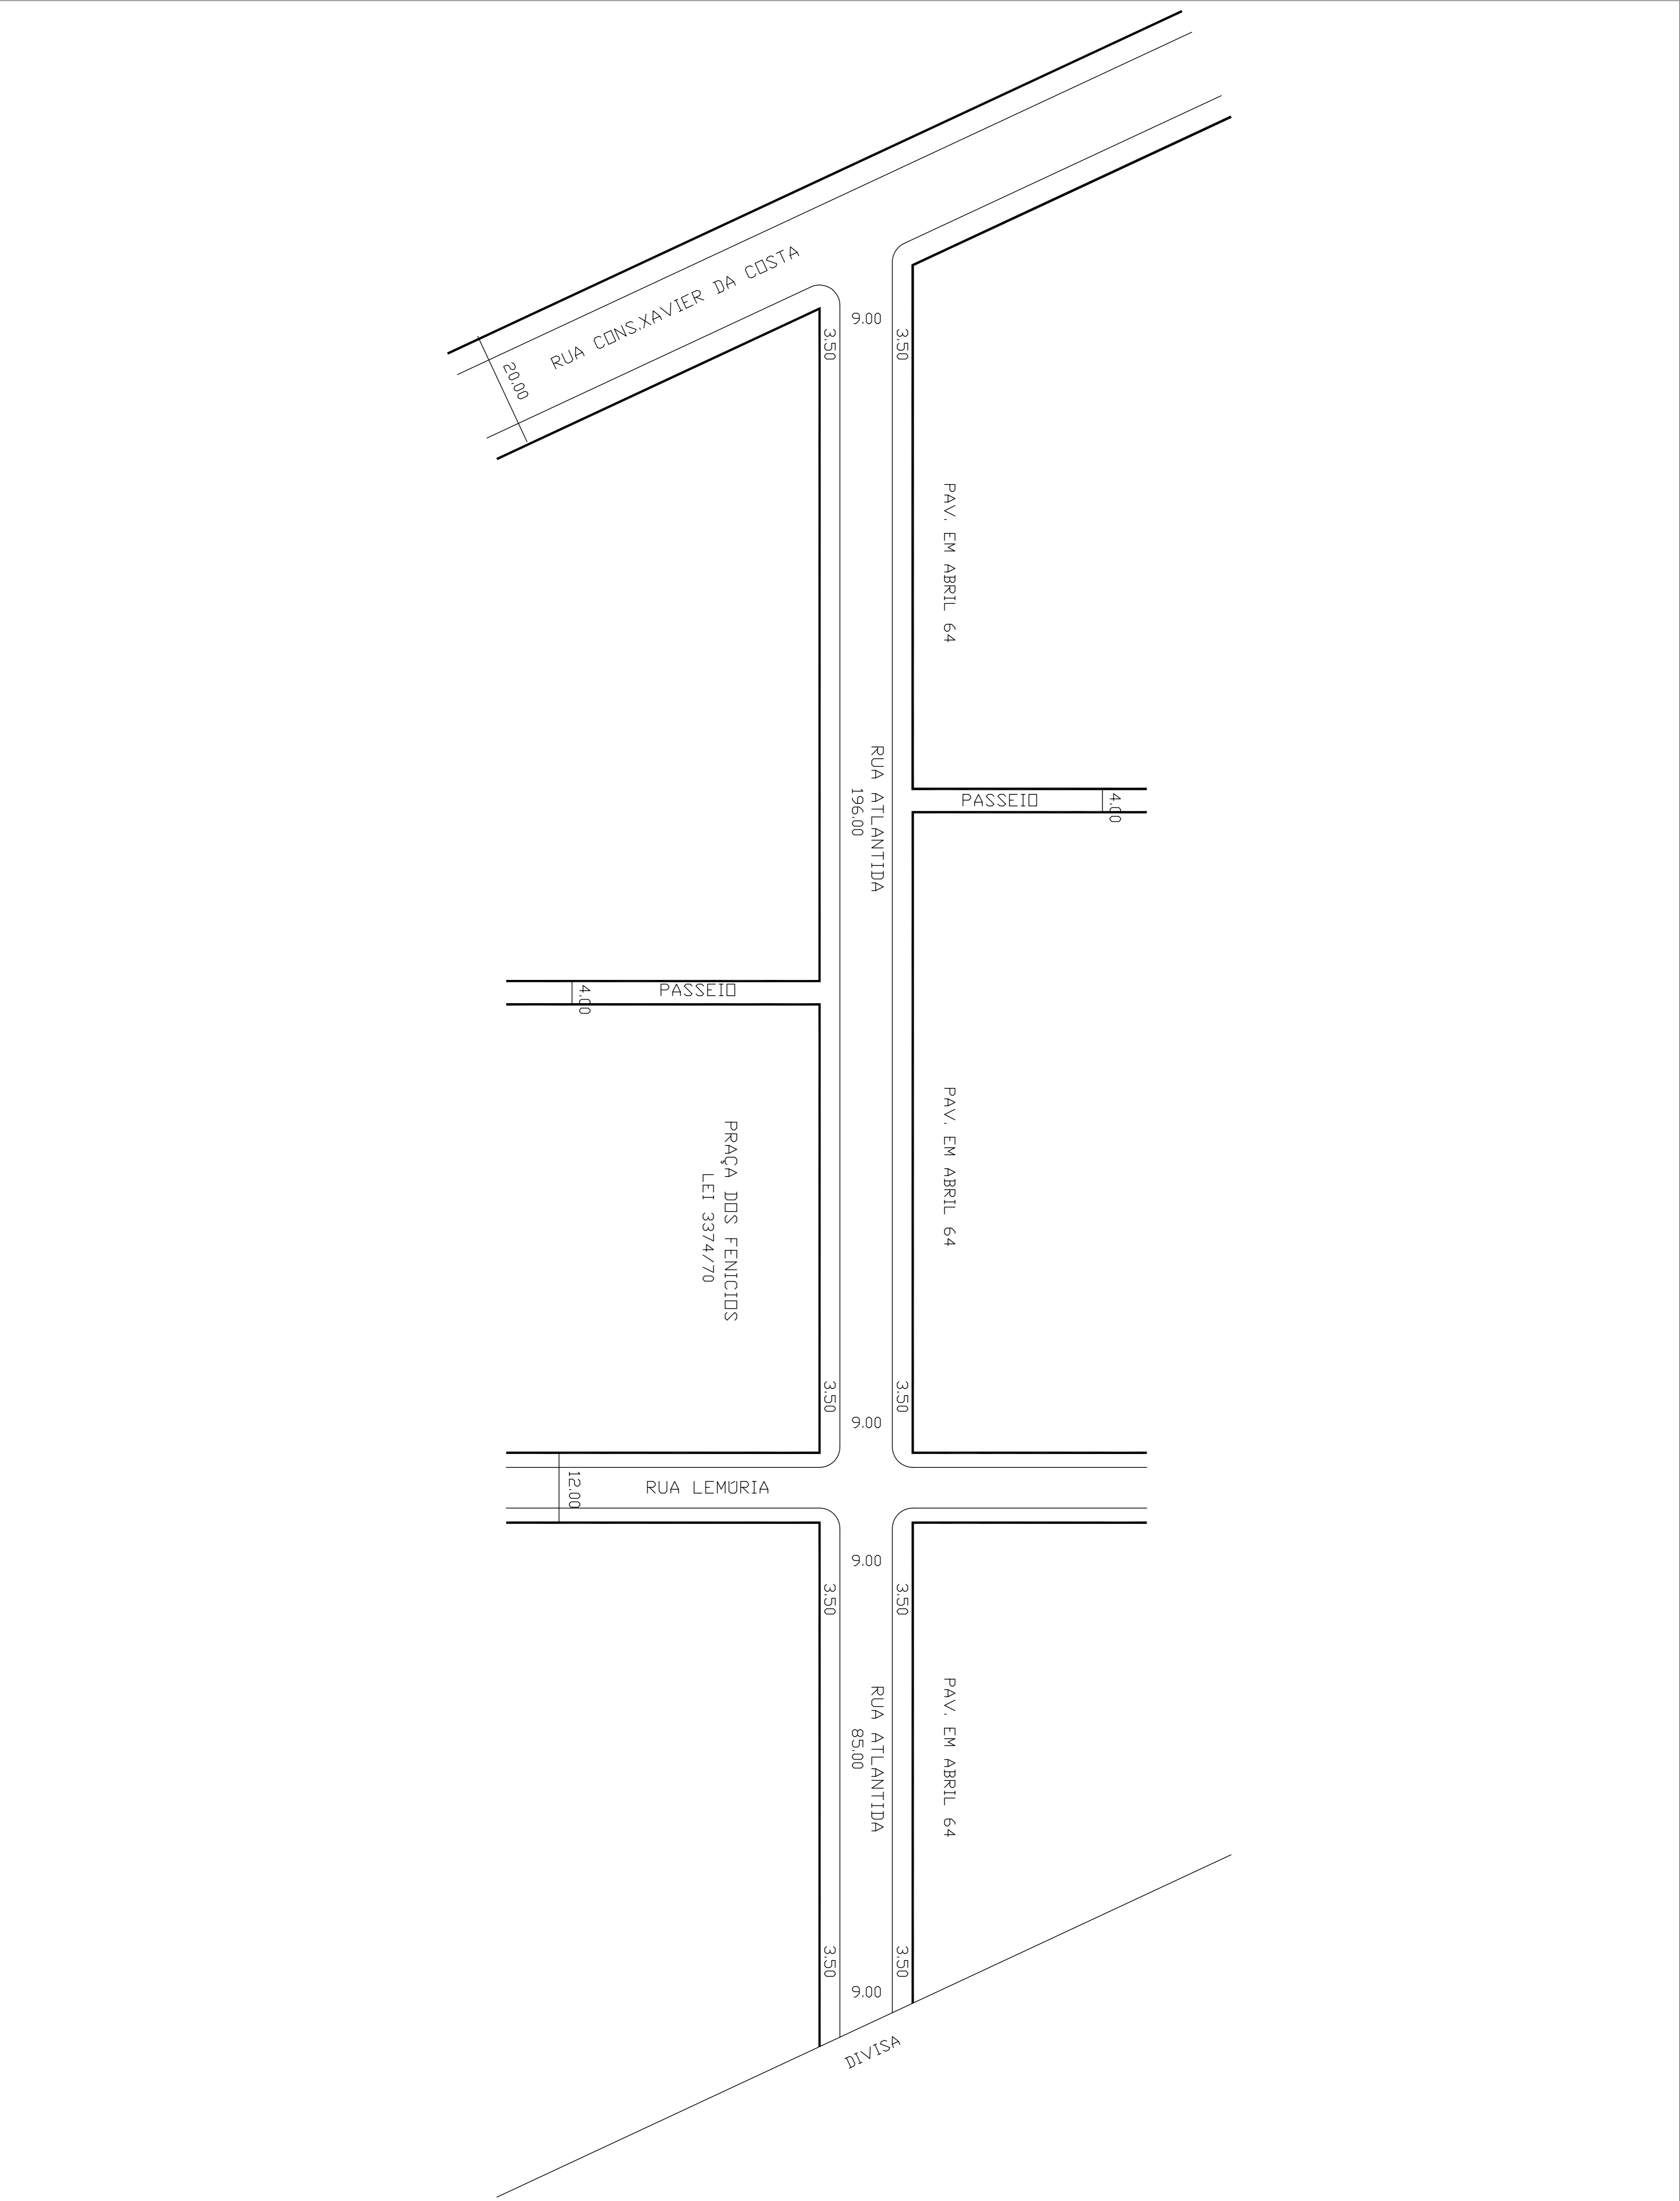 RUA CONS.XAVIER DA COSTA
20.00
9.00
3.50
3.50
PAV. EM ABRIL 64
RUA ATLANTIDA
196.00
PASSEIO
4.00
PASSEIO
4.00
PRAÇA DOS FENICIOS
LEI 3374/70
PAV. EM ABRIL 64
3.50
3.50
9.00
12.00
RUA LEMÚRIA
9.00
3.50
3.50
RUA ATLANTIDA
85.00
PAV. EM ABRIL 64
3.50
3.50
9.00
DIVISA